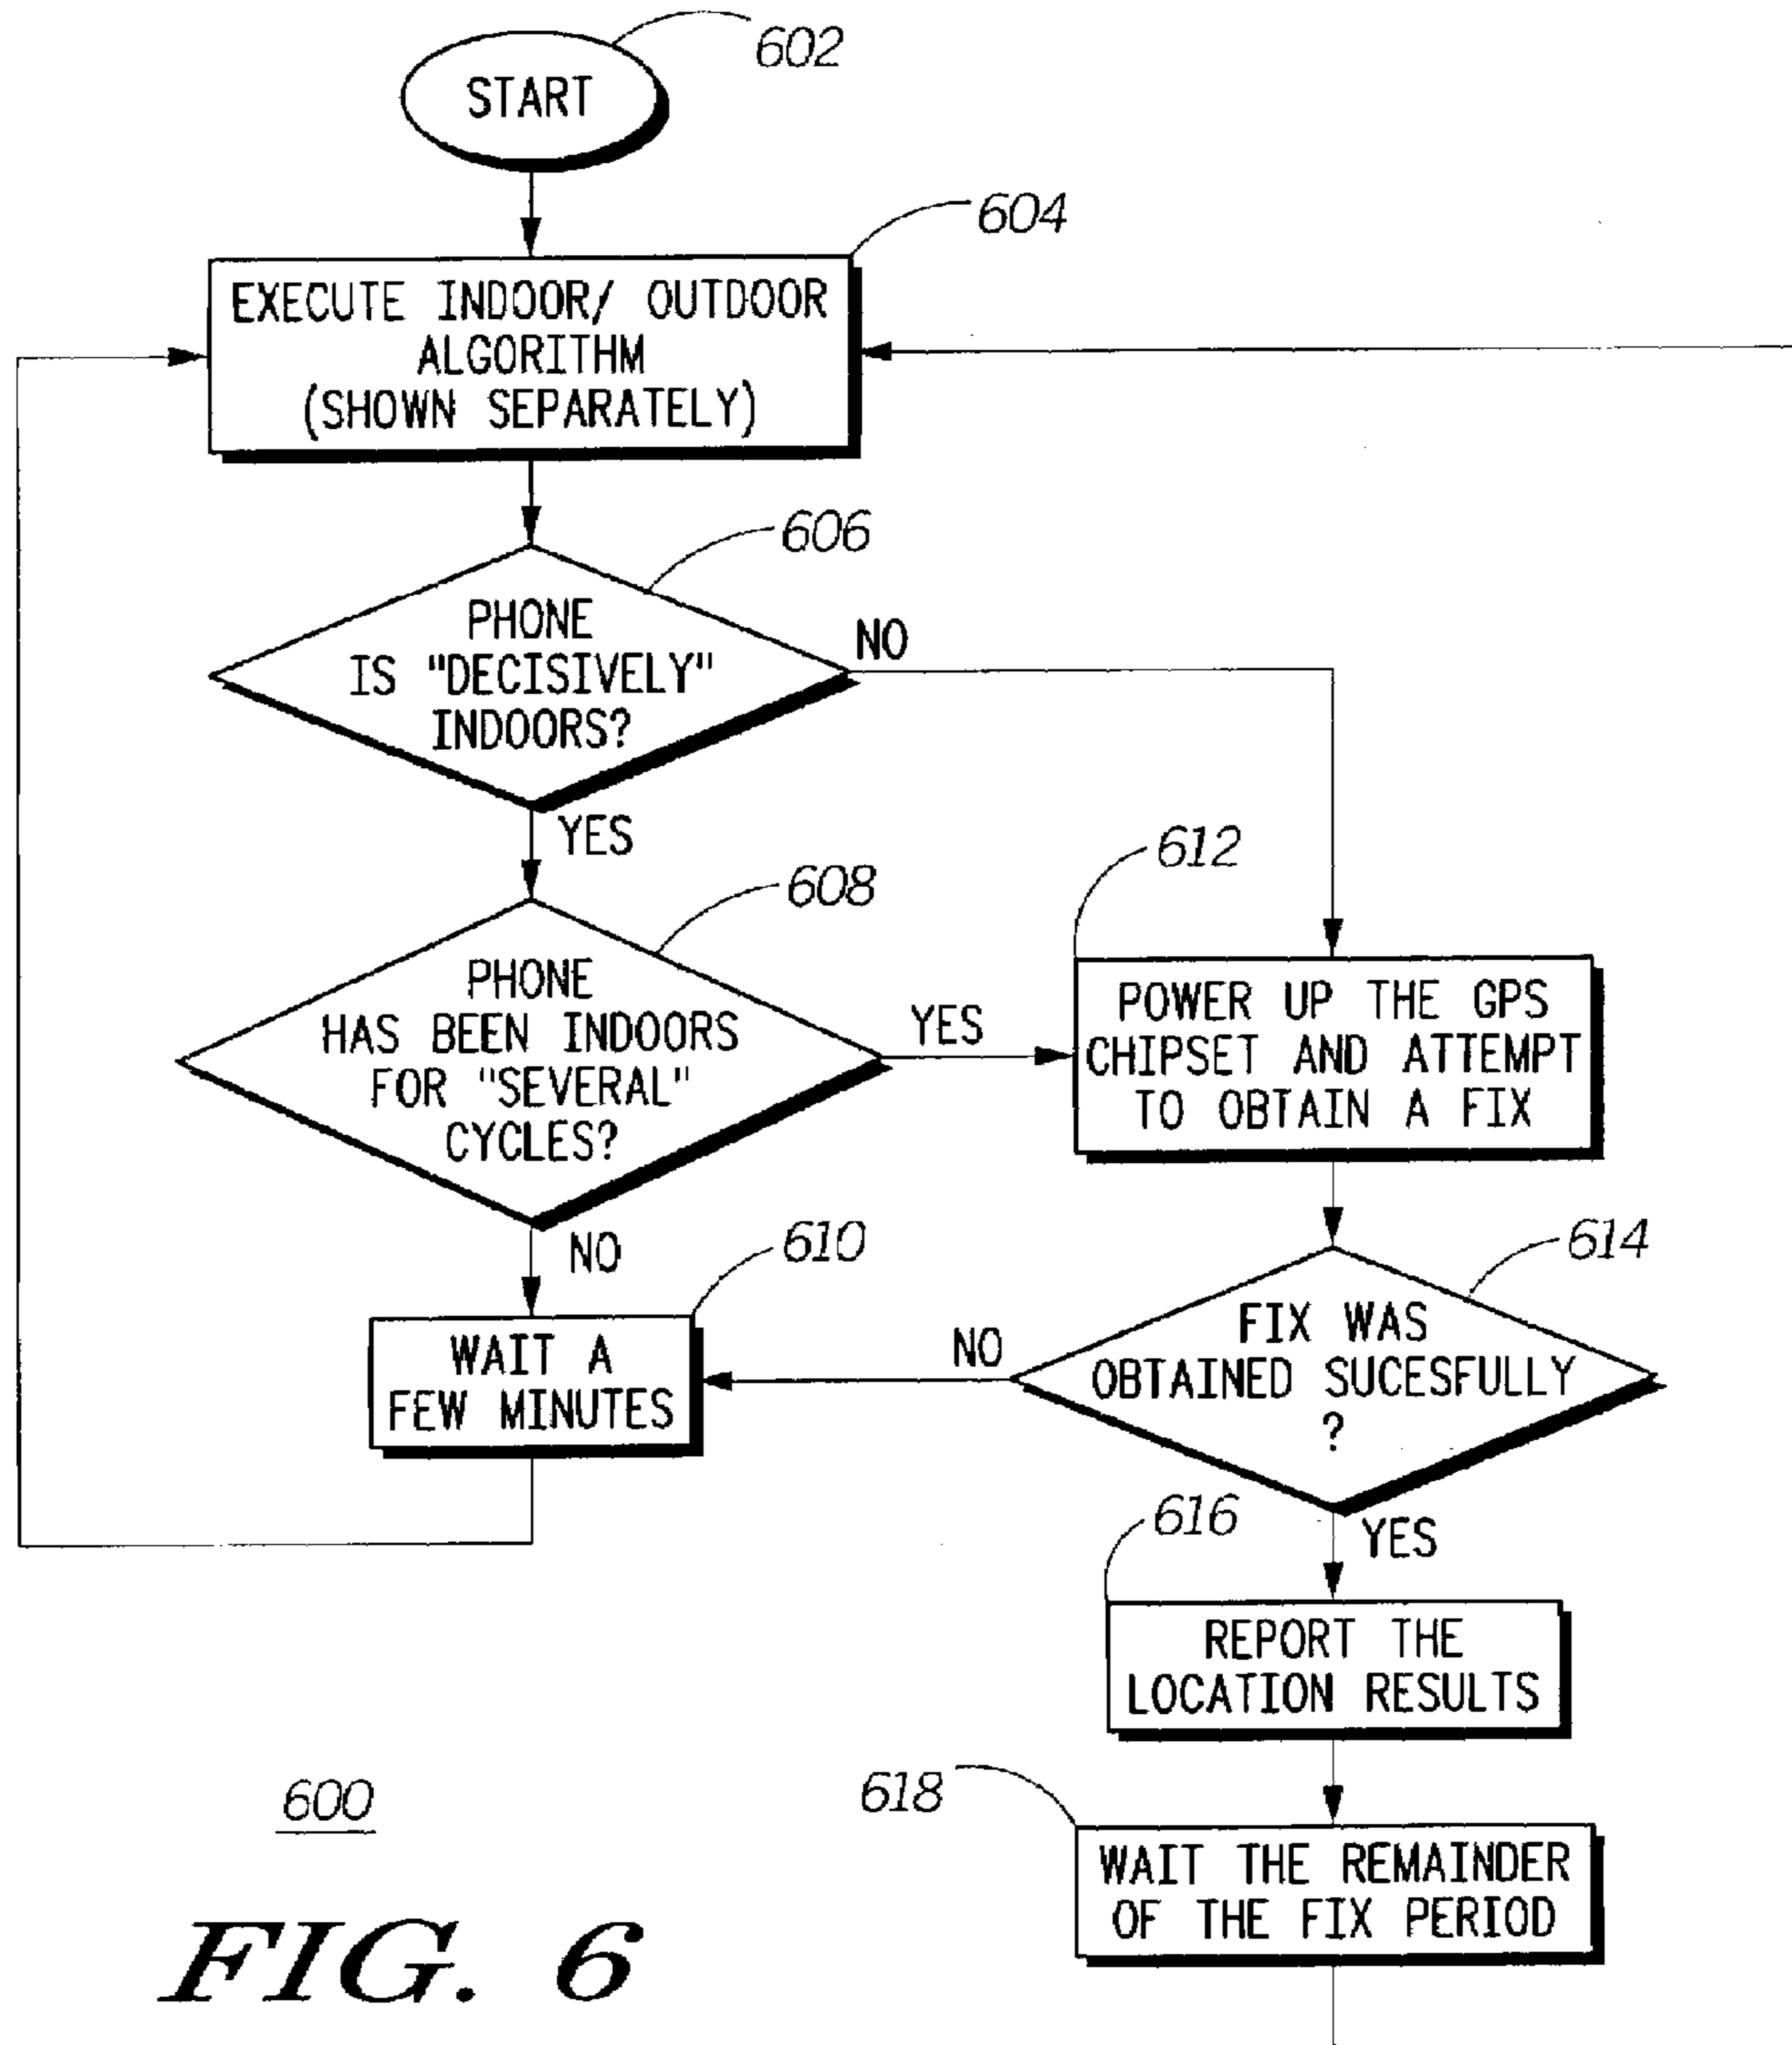 602
START
604
EXECUTE INDOOR/ OUTDOOR
ALGORITHM
(SHOWN SEPARATELY)
606
PHONE
IS "DECISIVELY"
INDOORS?
NO
YES
608
PHONE
HAS BEEN INDOORS
FOR "SEVERAL"
CYCLES?
YES
NO
612
POWER UP THE GPS
CHIPSET AND ATTEMPT
TO OBTAIN A FIX
610
WAIT A
FEW MINUTES
614
FIX WAS
OBTAINED SUCESFULLY
?
NO
YES
616
REPORT THE
LOCATION RESULTS
618
WAIT THE REMAINDER
OF THE FIX PERIOD
600
FIG. 6